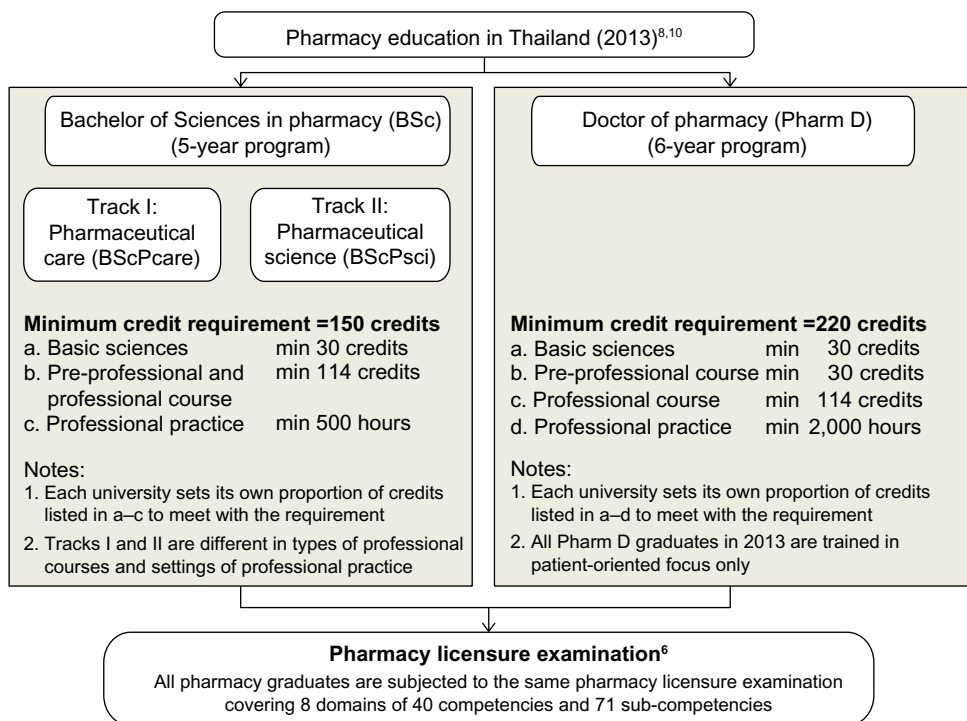 Pharmacy education in Thailand (2013)8,10
Bachelor of Sciences in pharmacy (BSc)
(5-year program)
Track I:
Pharmaceutical
care (BScPcare)
Track II:
Pharmaceutical
science (BScPsci)
Minimum credit requirement =150 credits
a. Basic sciences min 30 credits
b. Pre-professional and min 114 credits
professional course
c. Professional practice min 500 hours
Notes:
1. Each university sets its own proportion of credits
listed in a–c to meet with the requirement
2. Tracks I and II are different in types of professional
courses and settings of professional practice
Doctor of pharmacy (Pharm D)
(6-year program)
Minimum credit requirement =220 credits
a. Basic sciences min 30 credits
b. Pre-professional course min 30 credits
c. Professional course min 114 credits
d. Professional practice min 2,000 hours
Notes:
1. Each university sets its own proportion of credits
listed in a–d to meet with the requirement
2. All Pharm D graduates in 2013 are trained in
patient-oriented focus only
Pharmacy licensure examination6
All pharmacy graduates are subjected to the same pharmacy licensure examination
covering 8 domains of 40 competencies and 71 sub-competencies